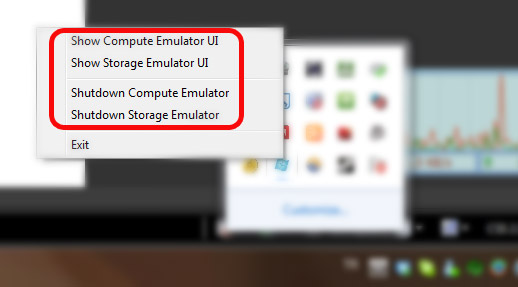 Show Compute Emulator UI
Show Storage Emulator UI
Shutdown Compute Emulator
Shutdown Storage Emulator
Exit
Customize...